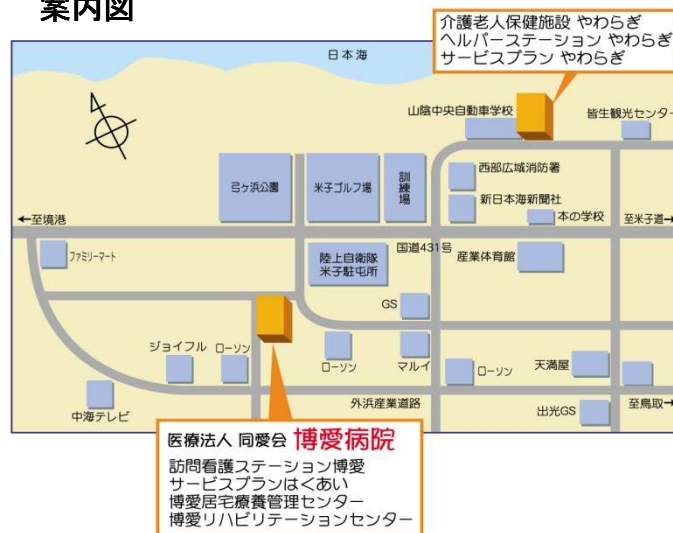 案内図
介護老人保健施設 やわらぎ
ヘルパーステーション やわらぎ
サービスプラン やわらぎ
日本海
山陰中央自動車学校
皆生観光センター
弓ヶ浜公園
米子ゴルフ場
訓練場
西部広域消防署
新日本海新聞社
本の学校
←至境港
至米子道→
国道431号
ファミリーマート
陸上自衛隊
米子駐屯所
産業体育館
GS
ジョイフル
ローソン
ローソン
マルイ
ローソン
天満屋
中海テレビ
外浜産業道路
出光GS
至鳥取→
医療法人 同愛会 博愛病院
訪問看護ステーション博愛
サービスプランはくあい
博愛居宅療養管理センター
博愛リハビリテーションセンター